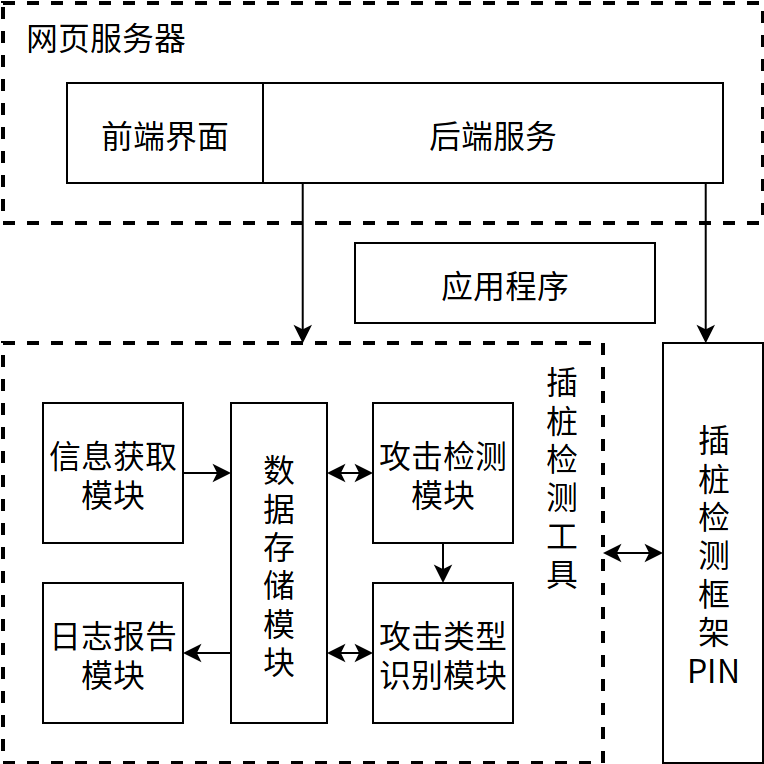 网页服务器
前端界面
后端服务
应用程序
插桩检测工具
信息获取
模块
数据存储模块
攻击检测
模块
日志报告
模块
攻击类型
识别模块
插桩检测框架
PIN